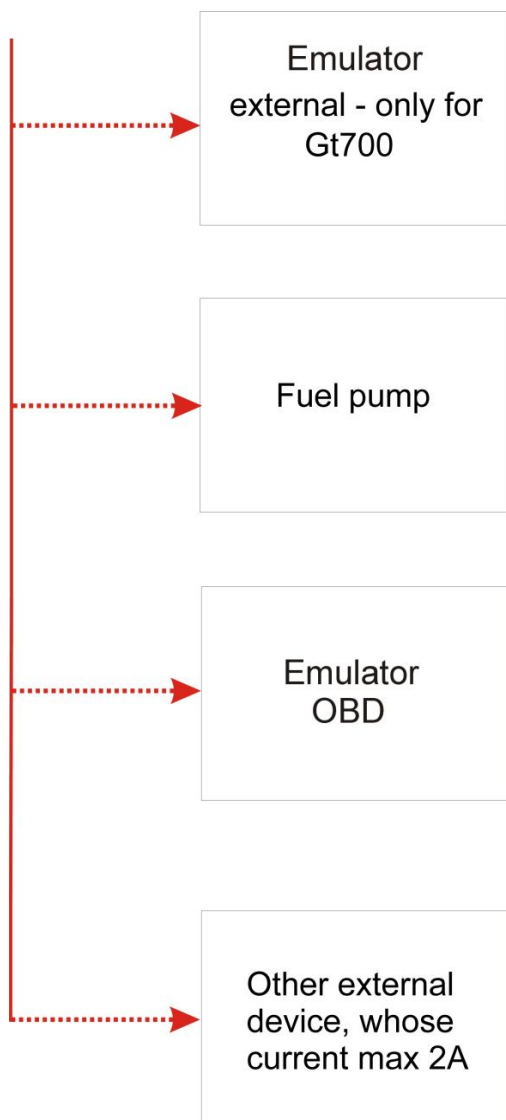 Emulator
external - only for
Gt700
Fuel pump
Emulator
OBD
Other external
device, whose
current max 2A